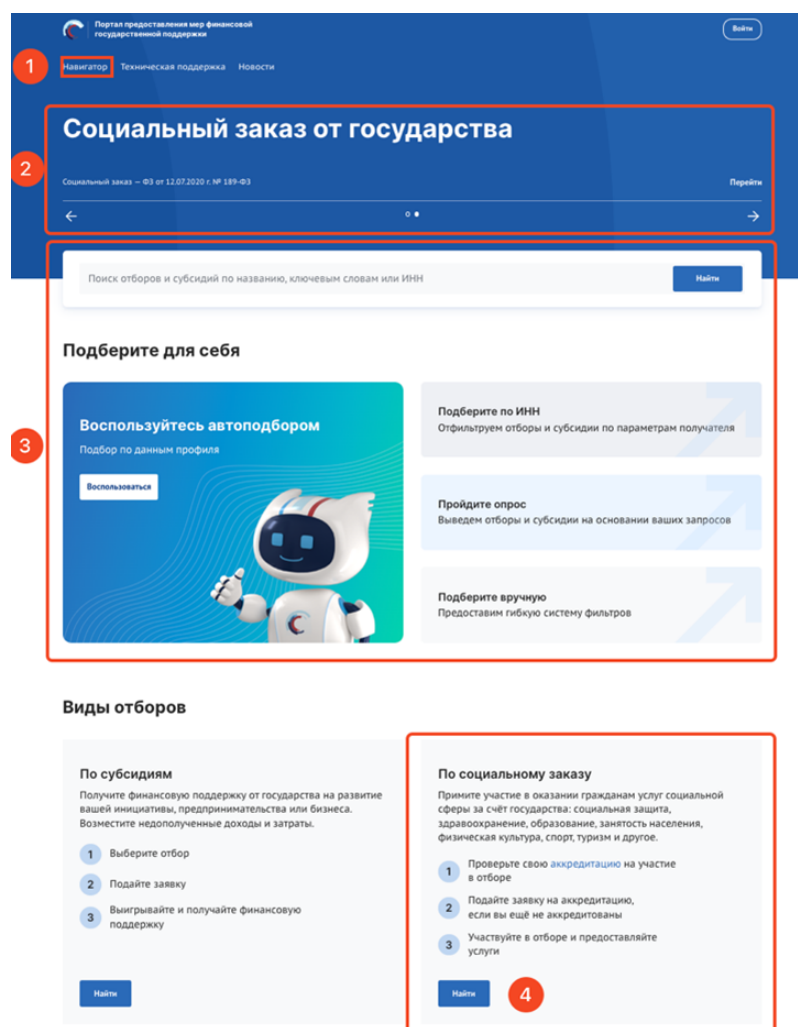 Портал предоставления мер финансовой
государственной поддержки
Войти
1
Навигатор Техническая поддержка Новости
Социальный заказ от государства
2
Социальный заказ — ФЗ от 12.07.2020 г. № 189-ФЗ
Перейти
Поиск отборов и субсидий по названию, ключевым словам или ИНН
Найти
Подберите для себя
3
Воспользуйтесь автоподбором
Подбор по данным профиля
Воспользоваться
Подберите по ИНН
Отфильтруем отборы и субсидии по параметрам получателя
Пройдите опрос
Выведем отборы и субсидии на основании ваших запросов
Подберите вручную
Предоставим гибкую систему фильтров
Виды отборов
По субсидиям
Получите финансовую поддержку от государства на развитие
вашей инициативы, предпринимательства или бизнеса.
Возместите недополученные доходы и затраты.
1 Выберите отбор
2 Подайте заявку
3 Выигрывайте и получайте финансовую
поддержку
Найти
По социальному заказу
Примите участие в оказании гражданам услуг социальной
сферы за счёт государства: социальная защита,
здравоохранение, образование, занятость населения,
физическая культура, спорт, туризм и другое.
1 Проверьте свою аккредитацию на участие
в отборе
2 Подайте заявку на аккредитацию,
если вы ещё не аккредитованы
3 Участвуйте в отборе и предоставляйте
услуги
Найти
4